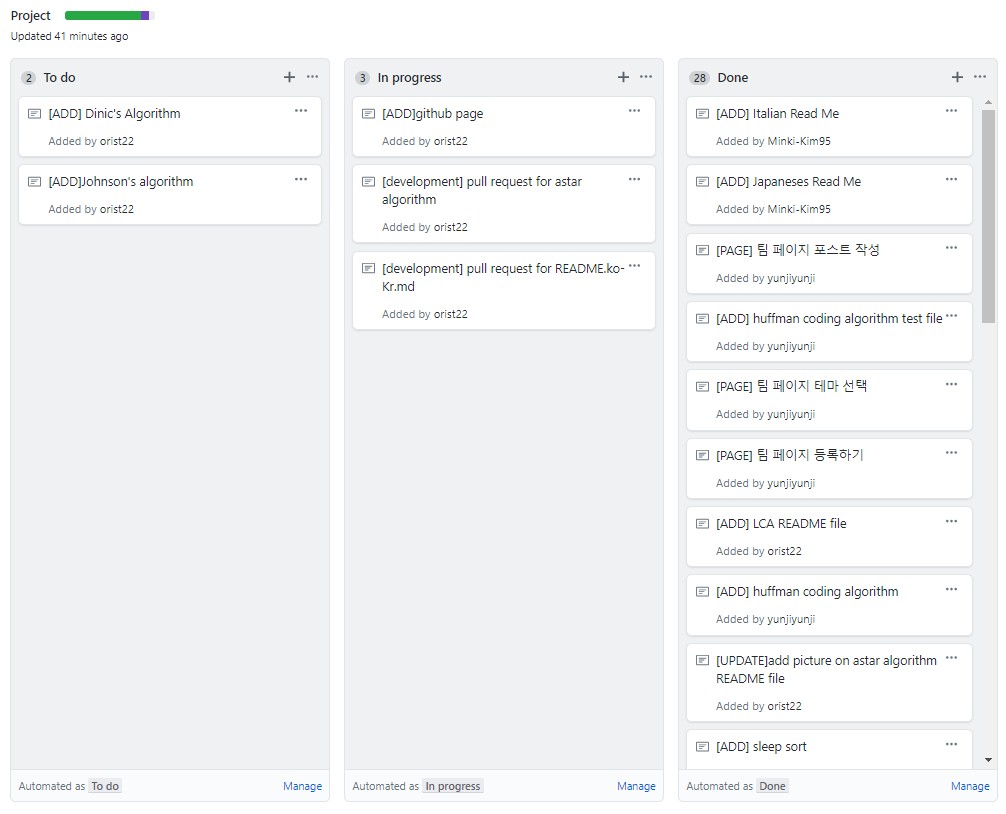 Project
Updated 41 minutes ago
2 To do
[ADD] Dinic's Algorithm
Added by orist22
[ADD]Johnson's algorithm
Added by orist22
Automated as To do Manage
3 In progress
[ADD]github page
Added by orist22
[development] pull request for astar
algorithm
Added by orist22
[development] pull request for README.ko-
Kr.md
Added by orist22
Automated as In progress Manage
28 Done
[ADD] Italian Read Me
Added by Minki-Kim95
[ADD] Japaneses Read Me
Added by Minki-Kim95
[PAGE] 팀 페이지 포스트 작성
Added by yunjiyunji
[ADD] huffman coding algorithm test file
Added by yunjiyunji
[PAGE] 팀 페이지 테마 선택
Added by yunjiyunji
[PAGE] 팀 페이지 등록하기
Added by yunjiyunji
[ADD] LCA README file
Added by orist22
[ADD] huffman coding algorithm
Added by yunjiyunji
[UPDATE]add picture on astar algorithm
README file
Added by orist22
[ADD] sleep sort
Automated as Done Manage